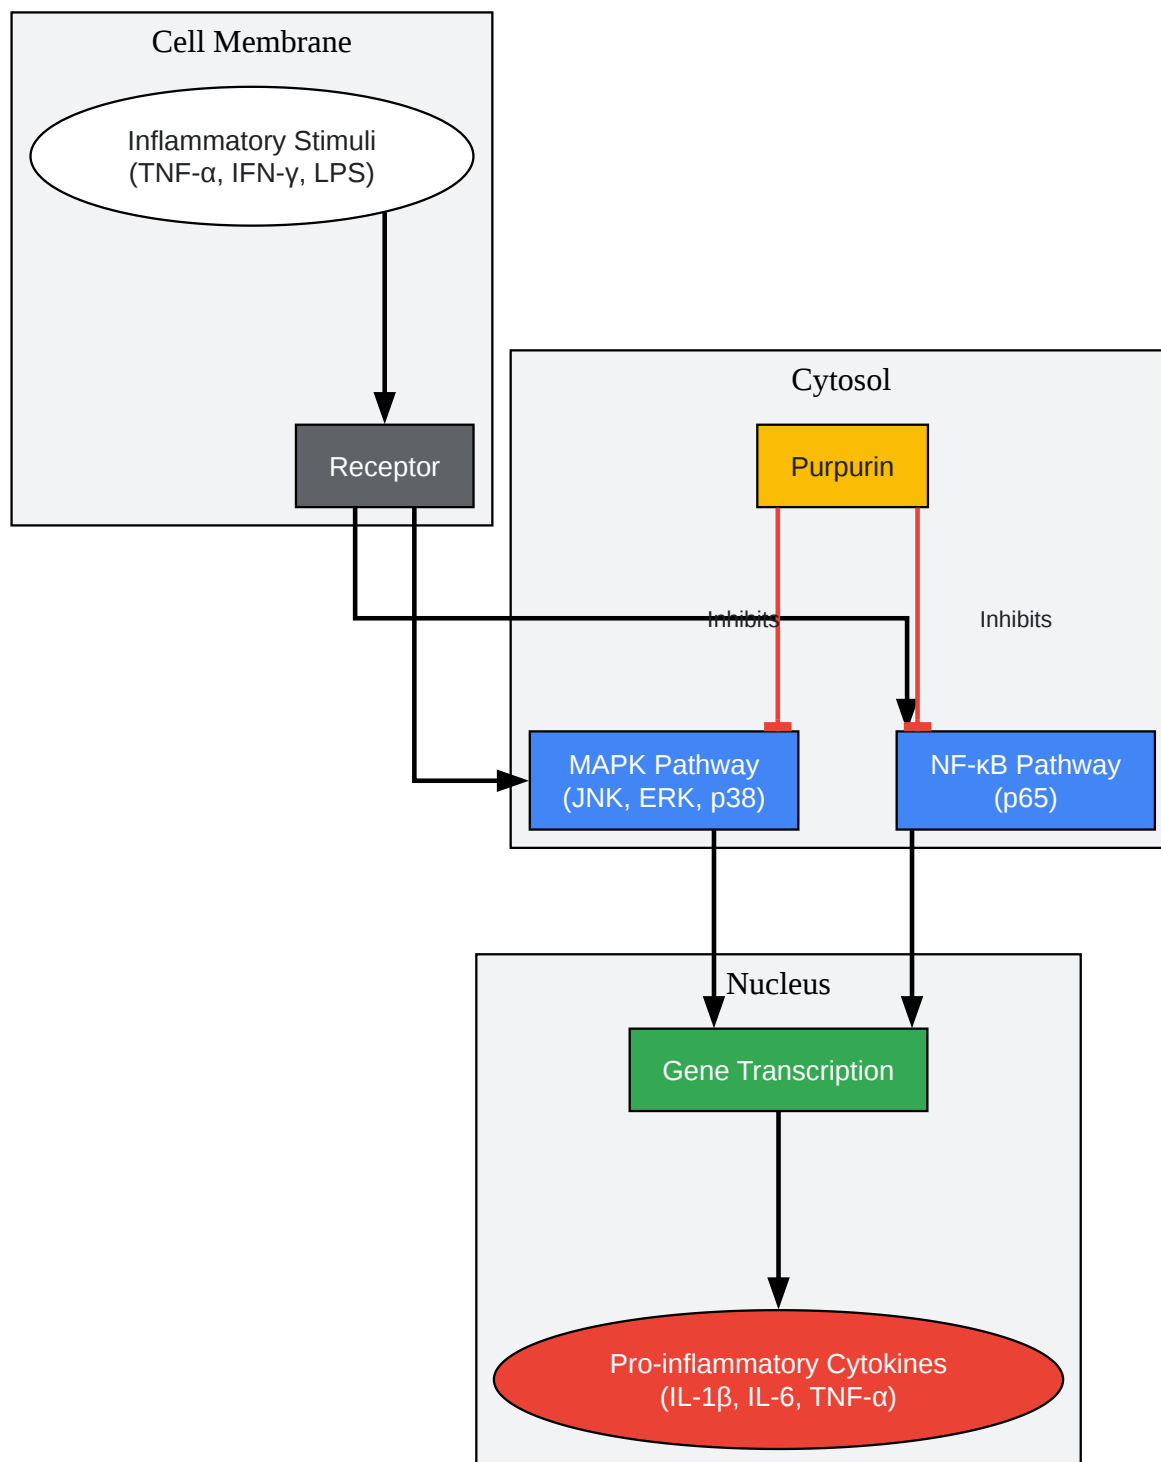 Cell Membrane
Inflammatory Stimuli
(TNF-α, IFN-γ, LPS)
Receptor
Cytosol
Purpurin
Inhibits
Inhibits
MAPK Pathway
(JNK, ERK, p38)
NF-κB Pathway
(p65)
Nucleus
Gene Transcription
Pro-inflammatory Cytokines
(IL-1β, IL-6, TNF-α)